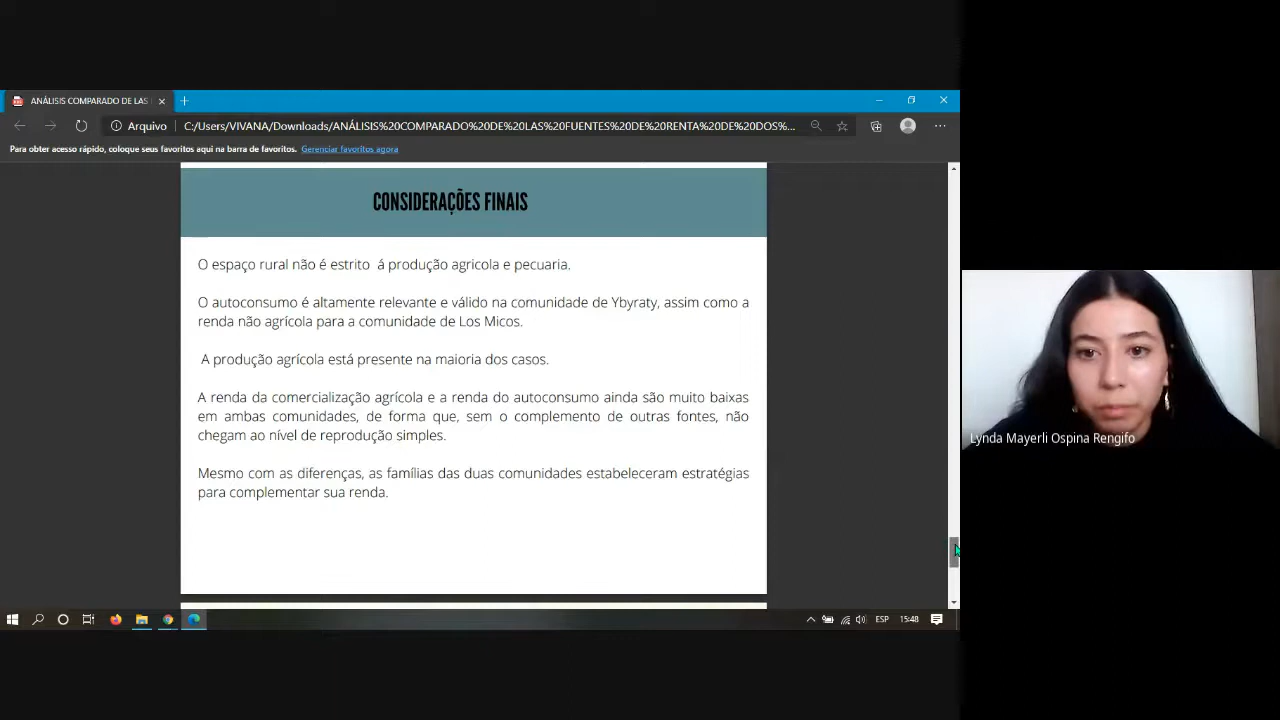 ANÁLISIS COMPARADO DE LAS
Arquivo
C:/Users/VIVANA/Downloads/ANÁLISIS%20COMPARADO%20DE%20LAS%20FUENTES%20DE%20RENTA%20DE%20DOS%...
Para obter acesso rápido, coloque seus favoritos aqui na barra de favoritos. Gerenciar favoritos agora
CONSIDERAÇÕES FINAIS
O espaço rural não é estrito á produção agricola e pecuaria.
O autoconsumo é altamente relevante e válido na comunidade de Ybyraty, assim como a
renda não agrícola para a comunidade de Los Micos.
A produção agrícola está presente na maioria dos casos.
A renda da comercialização agrícola e a renda do autoconsumo ainda são muito baixas
em ambas comunidades, de forma que, sem o complemento de outras fontes, não
chegam ao nível de reprodução simples.
Mesmo com as diferenças, as famílias das duas comunidades estabeleceram estratégias
para complementar sua renda.
Lynda Mayerli Ospina Rengifo
ESP
15:48